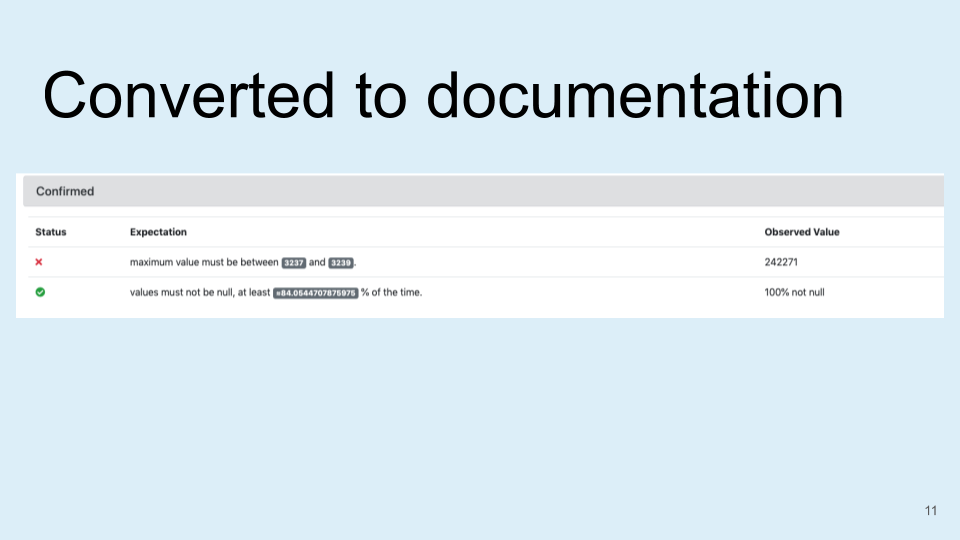 Converted to documentation
Confirmed
Status Expectation Observed Value
maximum value must be between 3237 and 3239. 242271
values must not be null, at least ≈84.0544707875975 % of the time. 100% not null
11